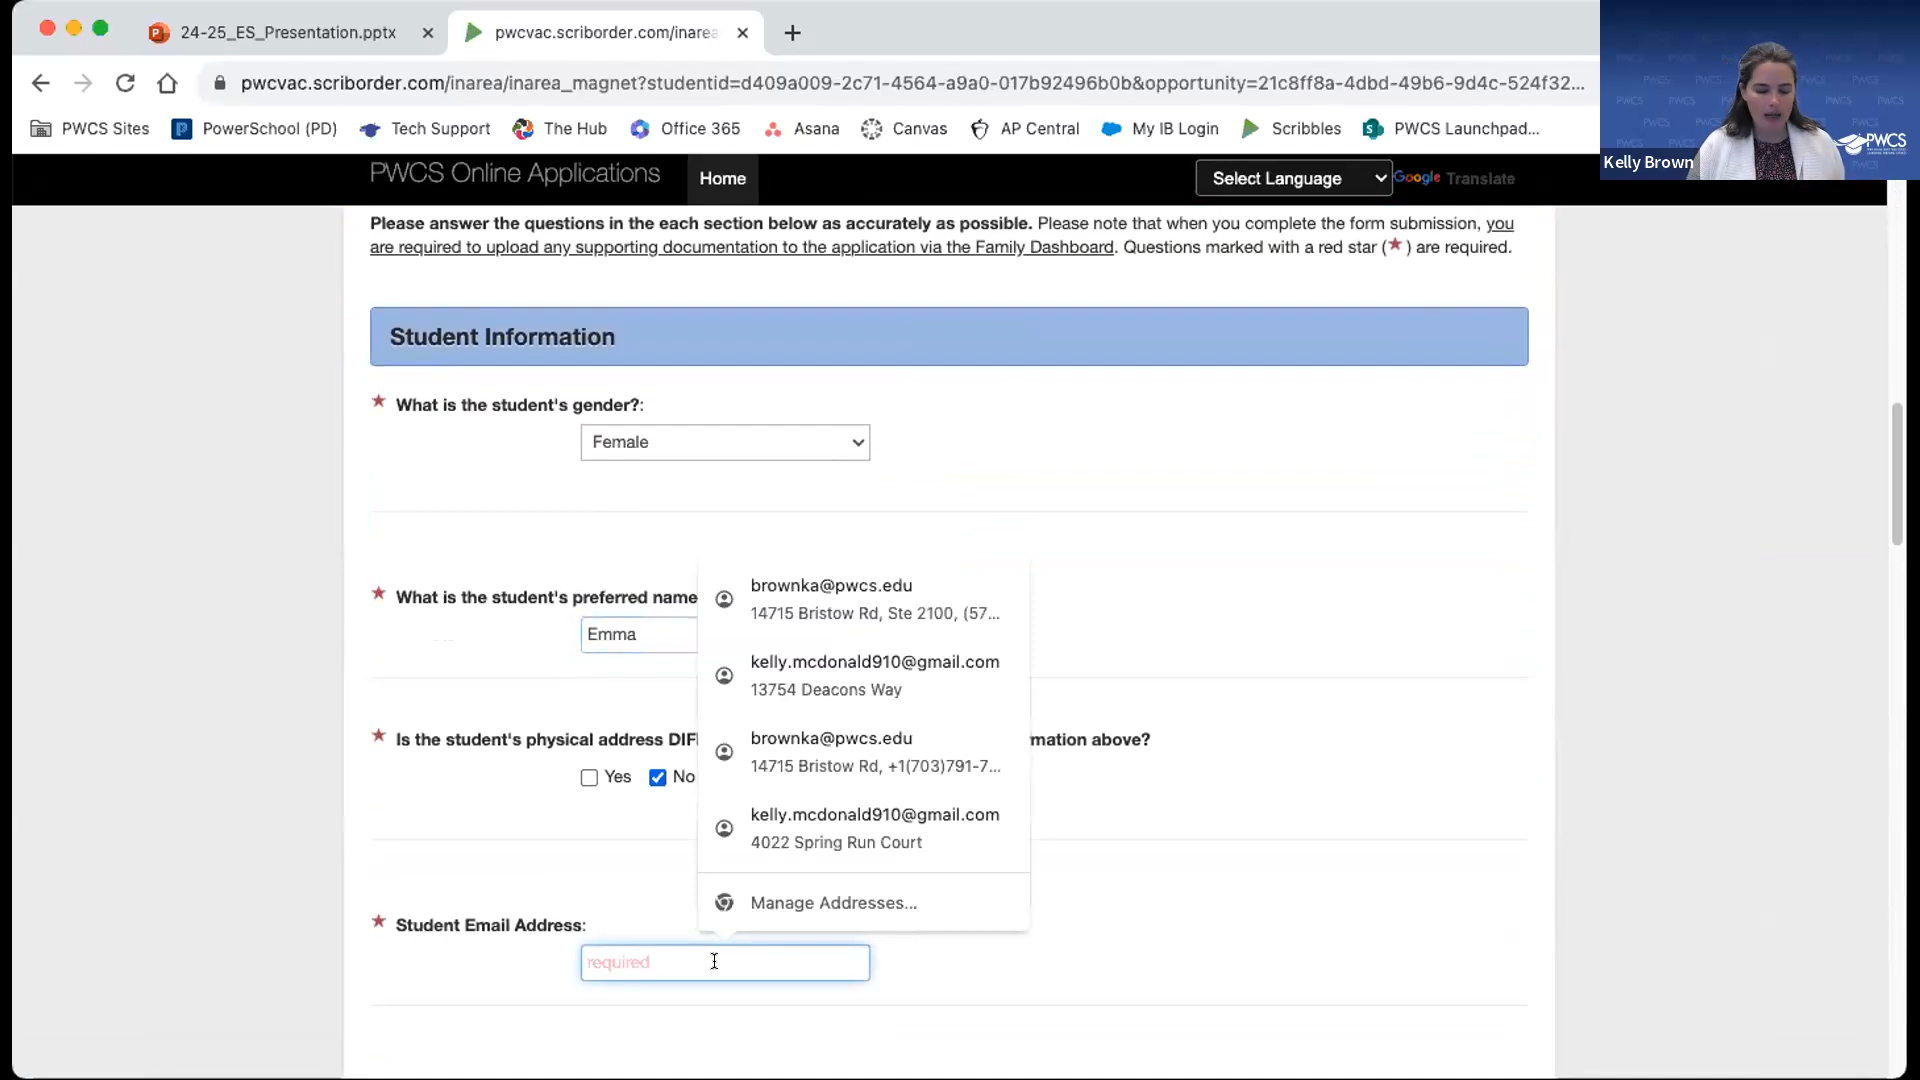 24-25_ES_Presentation.pptx
pwcvac.scriborder.com/inarea
pwcvac.scriborder.com/inarea/inarea_magnet?studentid=d409a009-2c71-4564-a9a0-017b92496b0b&opportunity=21c8ff8a-4dbd-49b6-9d4c-524f32...
PWCS Sites PowerSchool (PD) Tech Support The Hub Office 365 Asana Canvas AP Central My IB Login Scribbles PWCS Launchpad...
PWCS
Kelly Brown
PWCS Online Applications Home Select Language Google Translate
Please answer the questions in the each section below as accurately as possible. Please note that when you complete the form submission, you
are required to upload any supporting documentation to the application via the Family Dashboard. Questions marked with a red star (★) are required.
Student Information
★ What is the student's gender?:
Female
★ What is the student's preferred name
Emma
brownka@pwcs.edu
14715 Bristow Rd, Ste 2100, (57...
kelly.mcdonald910@gmail.com
13754 Deacons Way
brownka@pwcs.edu
14715 Bristow Rd, +1(703)791-7...
kelly.mcdonald910@gmail.com
4022 Spring Run Court
Manage Addresses...
★ Is the student's physical address DIF mation above?
Yes No
★ Student Email Address:
required